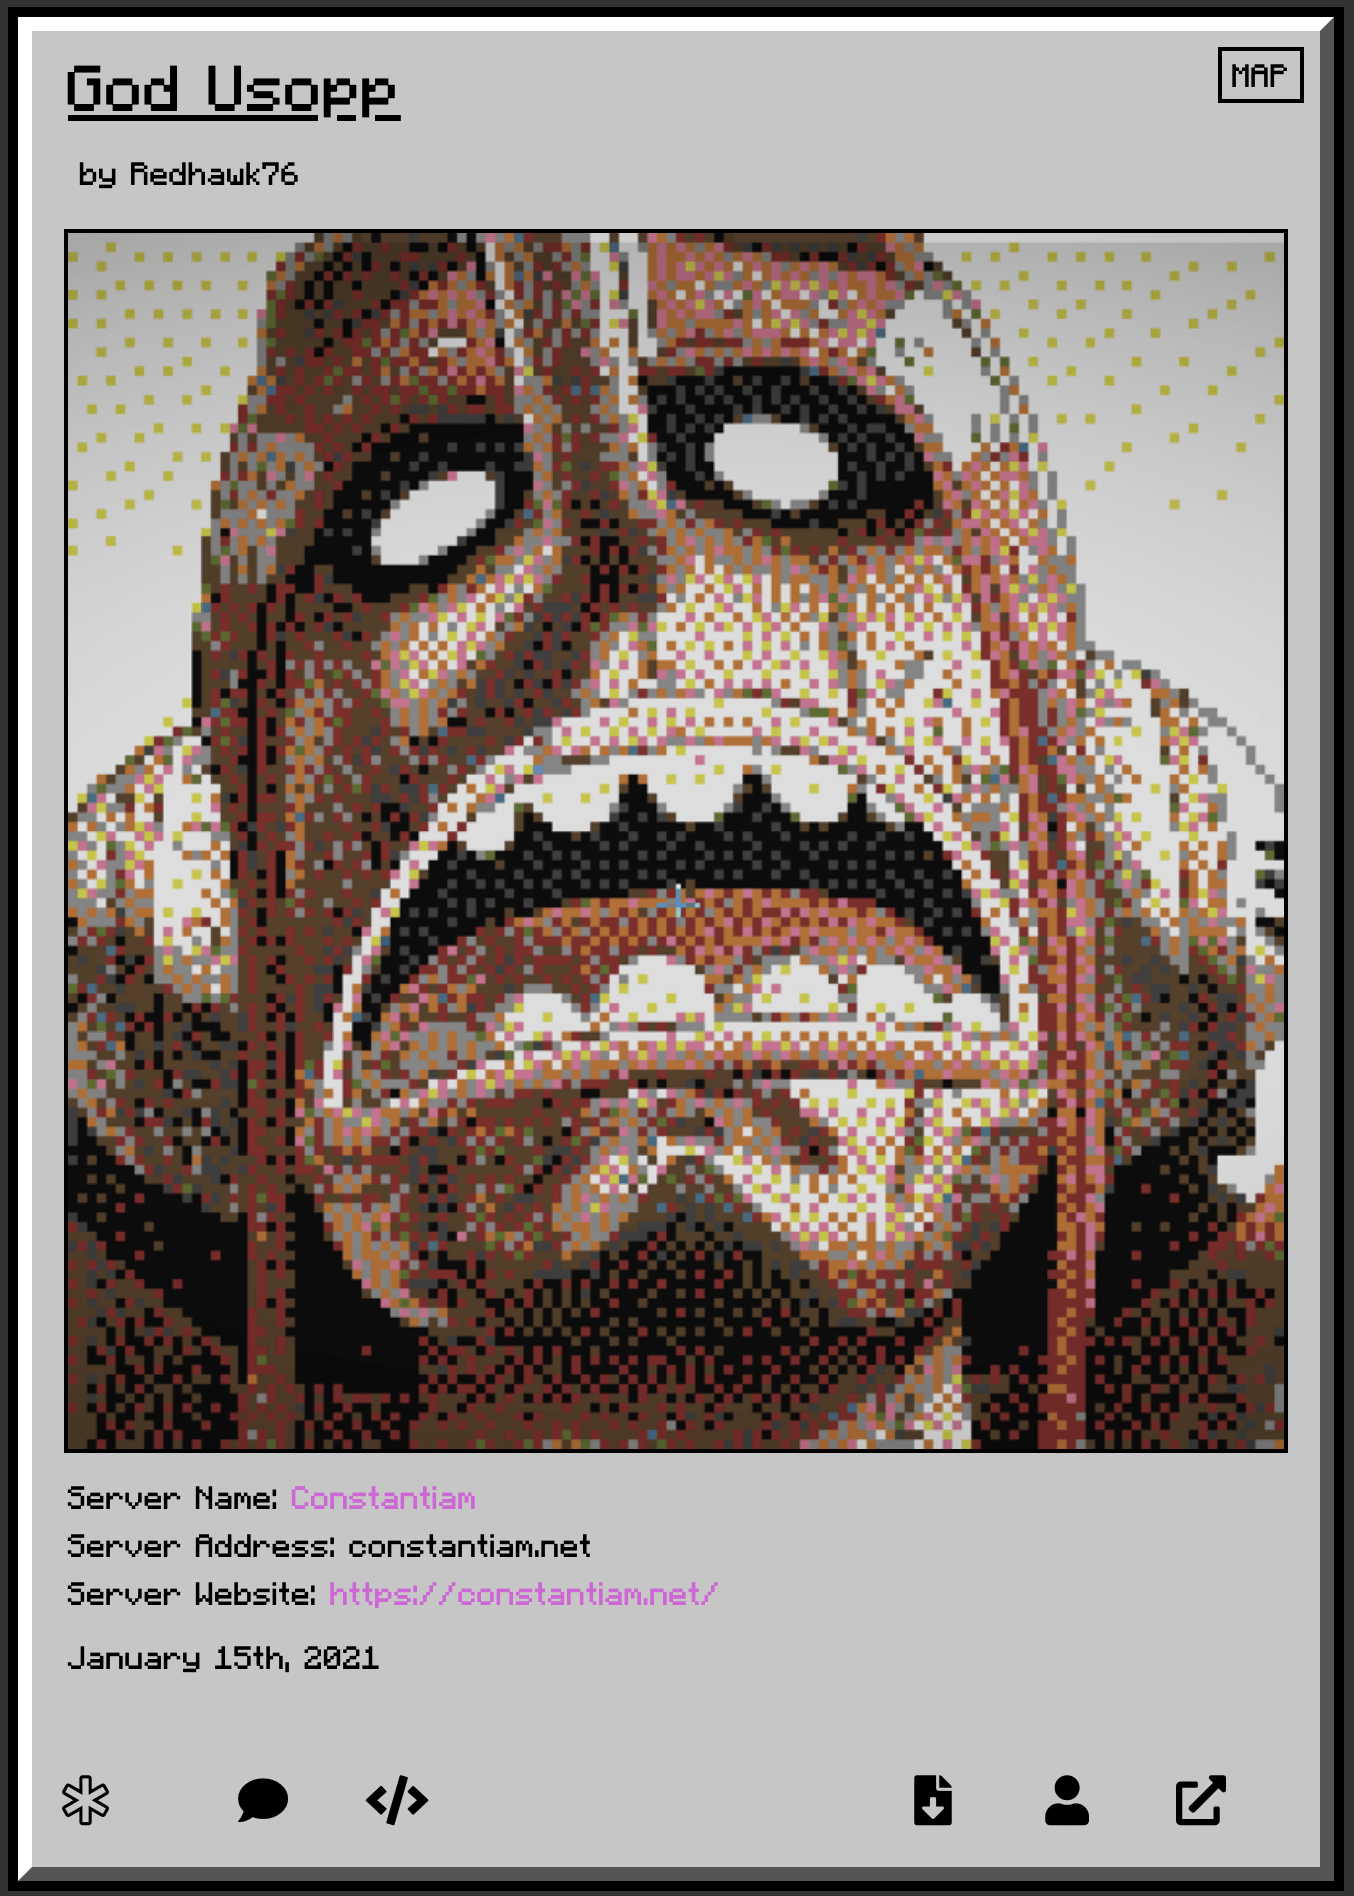 God Usopp
MAP
by Redhawk76
Server Name: Constantiam
Server Address: constantiam.net
Server Website: https://constantiam.net/
January 15th, 2021